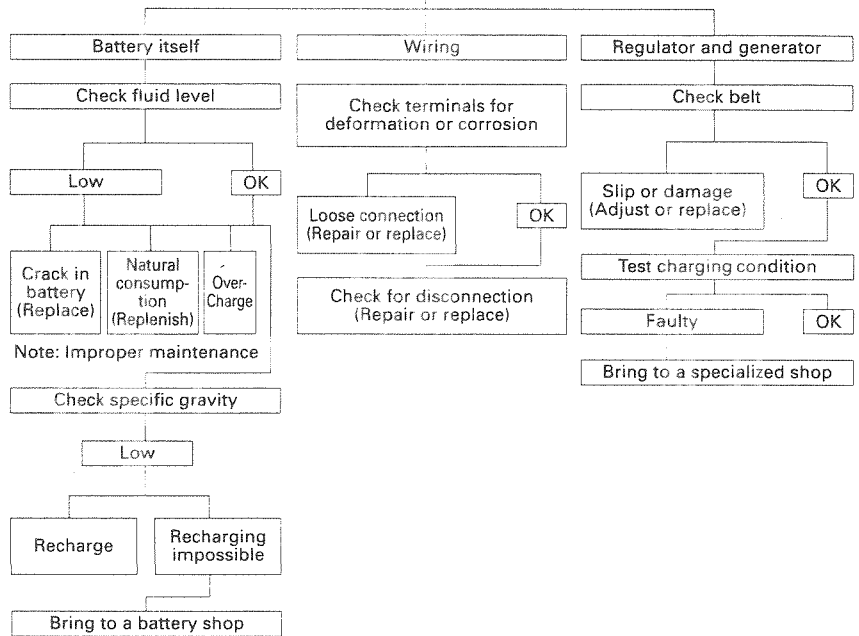 Battery itself
Check fluid level
Low
OK
Crack in
battery
(Replace)
Natural
consump-
tion
(Replenish)
Over-
Charge
Note: Improper maintenance
Check specific gravity
Low
Recharge
Recharging
impossible
Bring to a battery shop
Wiring
Check terminals for
deformation or corrosion
Loose connection
(Repair or replace)
OK
Check for disconnection
(Repair or replace)
Regulator and generator
Check belt
Slip or damage
(Adjust or replace)
OK
Test charging condition
Faulty
OK
Bring to a specialized shop